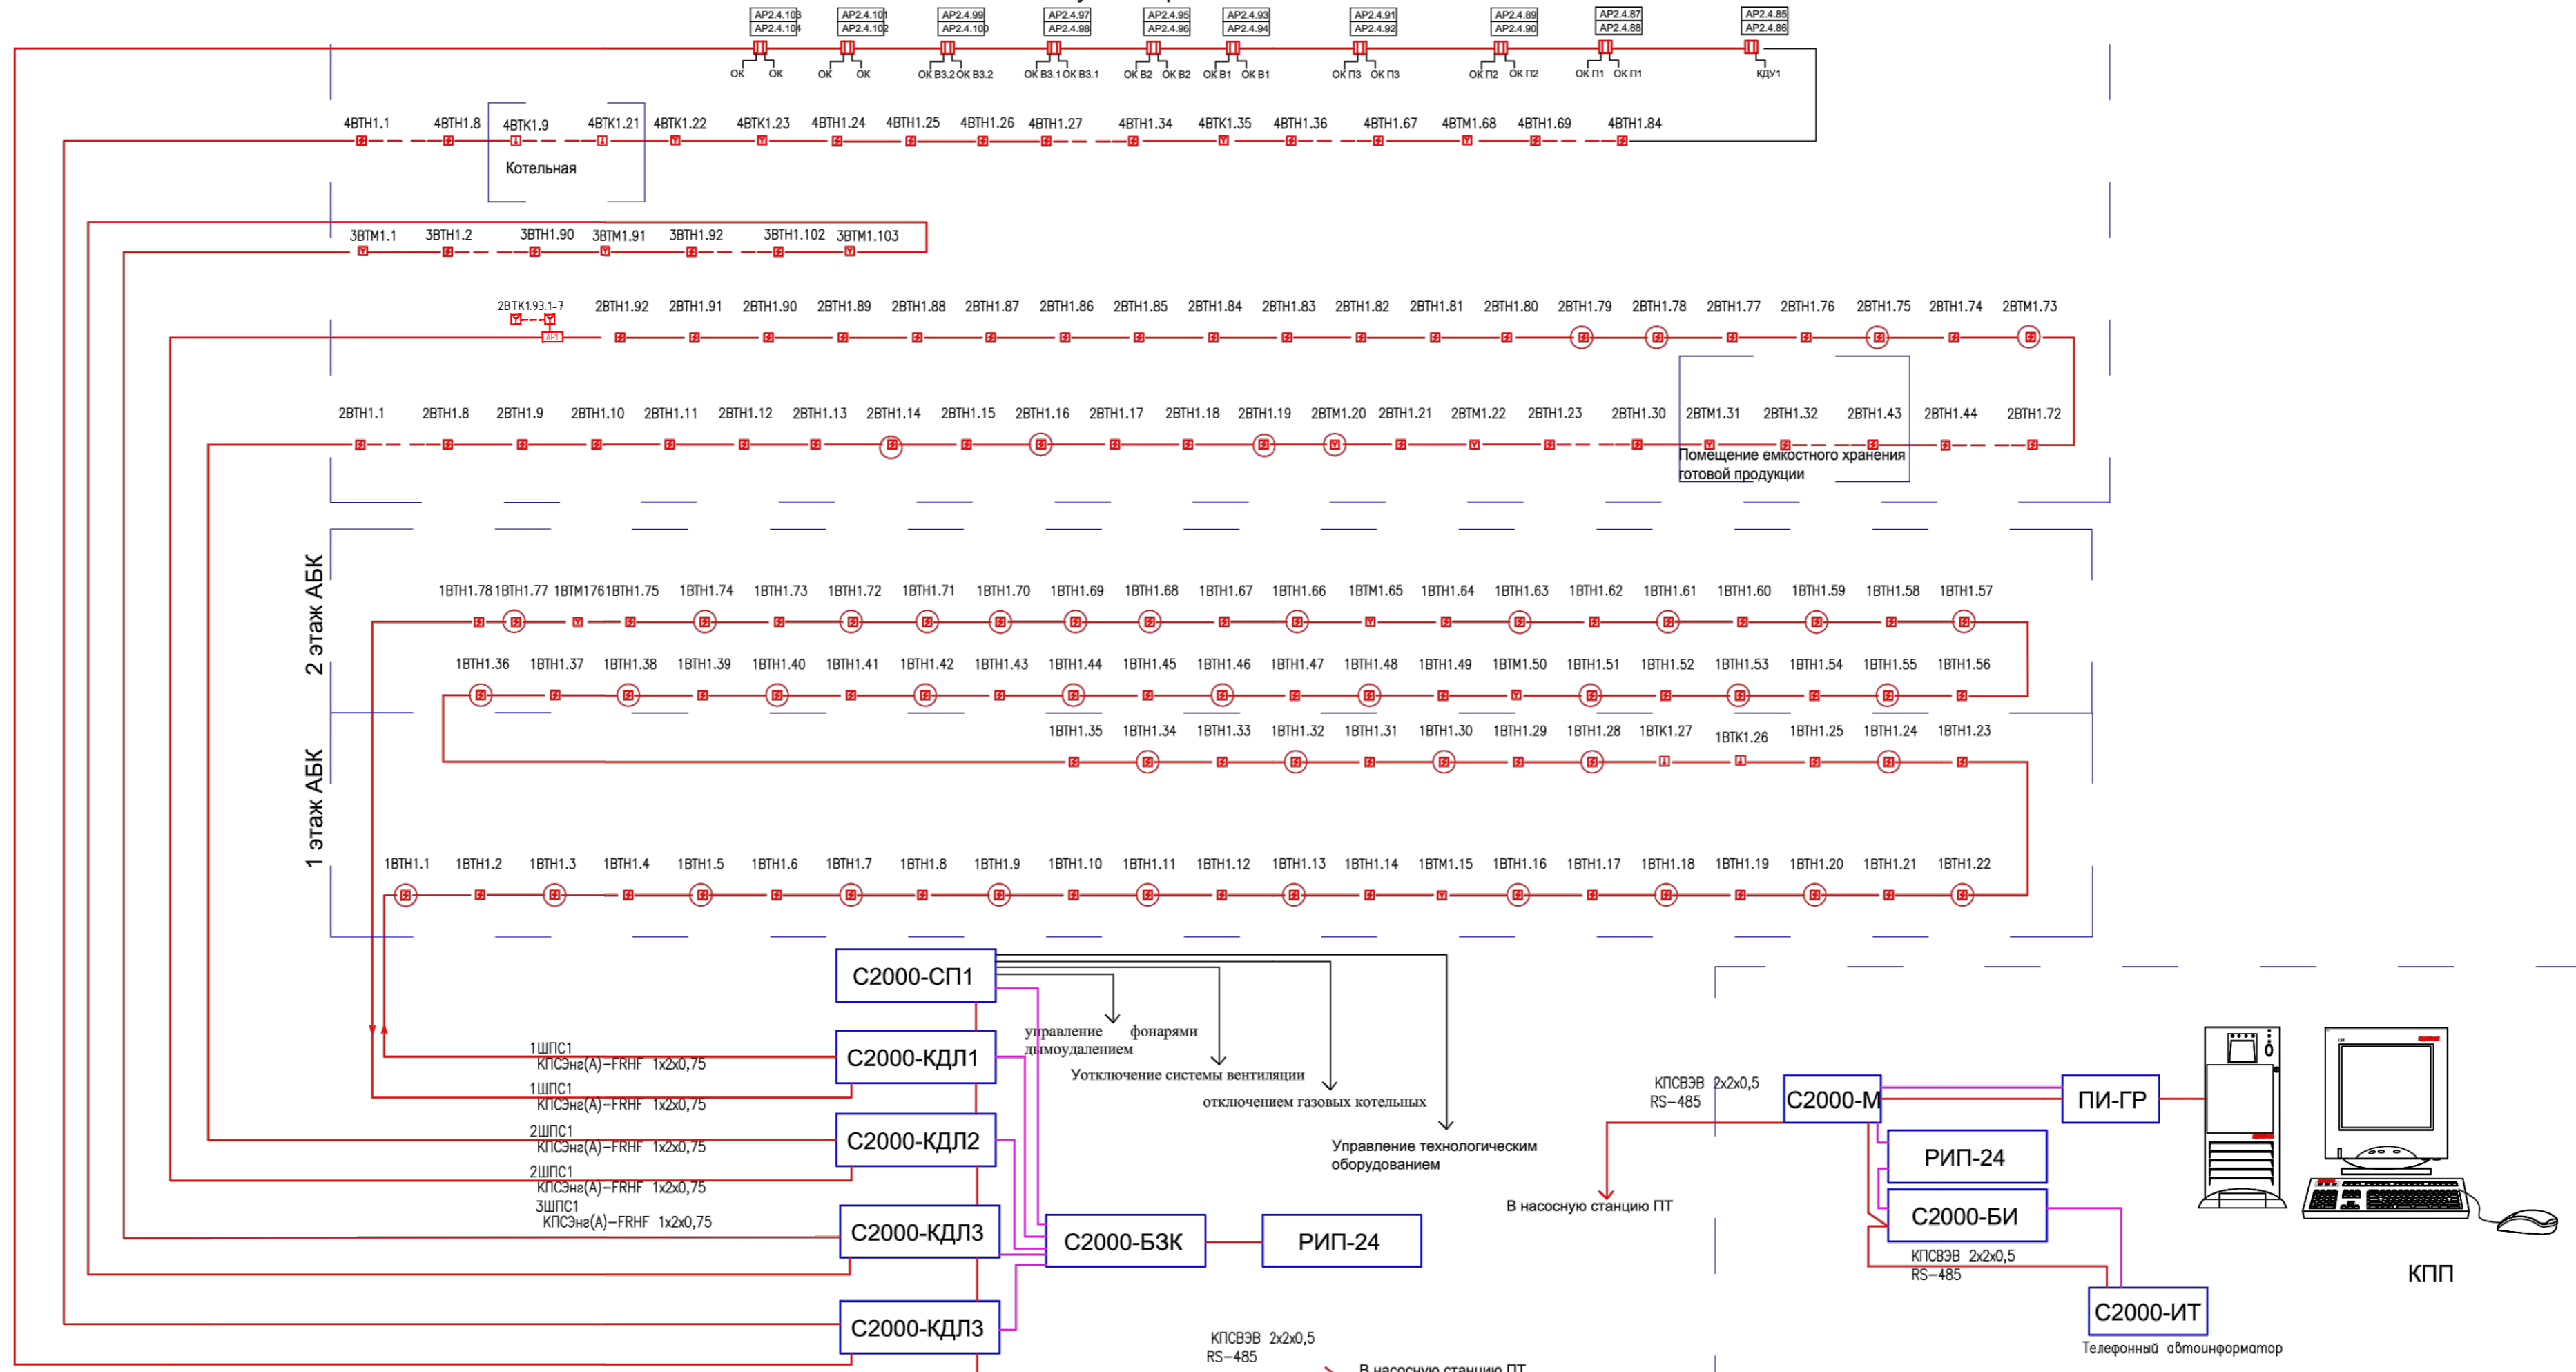 АР2.4.103 АР2.4.101 АР2.4.99 АР2.4.97 АР2.4.95 АР2.4.93 АР2.4.91 АР2.4.89 АР2.4.87 АР2.4.85
АР2.4.104 АР2.4.102 АР2.4.100 АР2.4.98 АР2.4.96 АР2.4.94 АР2.4.92 АР2.4.90 АР2.4.88 АР2.4.86
ОК ОК ОК ОК ОК В3.2 ОК В3.2 ОК В3.1 ОК В3.1 ОК В2 ОК В2 ОК В1 ОК В1 ОК П3 ОК П3 ОК П2 ОК П2 ОК П1 ОК П1 КДУ1
4ВТН1.1 4ВТН1.8 4ВТК1.9 4ВТК1.21 4ВТК1.22 4ВТК1.23 4ВТН1.24 4ВТН1.25 4ВТН1.26 4ВТН1.27 4ВТН1.34 4ВТК1.35 4ВТН1.36 4ВТН1.67 4ВТМ1.68 4ВТН1.69 4ВТН1.84
Котельная
3ВТМ1.1 3ВТН1.2 3ВТН1.90 3ВТМ1.91 3ВТН1.92 3ВТН1.102 3ВТМ1.103
2ВТК1.93.1-7 2ВТН1.92 2ВТН1.91 2ВТН1.90 2ВТН1.89 2ВТН1.88 2ВТН1.87 2ВТН1.86 2ВТН1.85 2ВТН1.84 2ВТН1.83 2ВТН1.82 2ВТН1.81 2ВТН1.80 2ВТН1.79 2ВТН1.78 2ВТН1.77 2ВТН1.76 2ВТН1.75 2ВТН1.74 2ВТМ1.73
АР1
2ВТН1.1 2ВТН1.8 2ВТН1.9 2ВТН1.10 2ВТН1.11 2ВТН1.12 2ВТН1.13 2ВТН1.14 2ВТН1.15 2ВТН1.16 2ВТН1.17 2ВТН1.18 2ВТН1.19 2ВТМ1.20 2ВТН1.21 2ВТМ1.22 2ВТН1.23 2ВТН1.30 2ВТМ1.31 2ВТН1.32 2ВТН1.43 2ВТН1.44 2ВТН1.72
Помещение емкостного хранения
готовой продукции
2 этаж АБК
1ВТН1.78 1ВТН1.77 1ВТМ176 1ВТН1.75 1ВТН1.74 1ВТН1.73 1ВТН1.72 1ВТН1.71 1ВТН1.70 1ВТН1.69 1ВТН1.68 1ВТН1.67 1ВТН1.66 1ВТМ1.65 1ВТН1.64 1ВТН1.63 1ВТН1.62 1ВТН1.61 1ВТН1.60 1ВТН1.59 1ВТН1.58 1ВТН1.57
1ВТН1.36 1ВТН1.37 1ВТН1.38 1ВТН1.39 1ВТН1.40 1ВТН1.41 1ВТН1.42 1ВТН1.43 1ВТН1.44 1ВТН1.45 1ВТН1.46 1ВТН1.47 1ВТН1.48 1ВТН1.49 1ВТМ1.50 1ВТН1.51 1ВТН1.52 1ВТН1.53 1ВТН1.54 1ВТН1.55 1ВТН1.56
1 этаж АБК
1ВТН1.35 1ВТН1.34 1ВТН1.33 1ВТН1.32 1ВТН1.31 1ВТН1.30 1ВТН1.29 1ВТН1.28 1ВТК1.27 1ВТК1.26 1ВТН1.25 1ВТН1.24 1ВТН1.23
1ВТН1.1 1ВТН1.2 1ВТН1.3 1ВТН1.4 1ВТН1.5 1ВТН1.6 1ВТН1.7 1ВТН1.8 1ВТН1.9 1ВТН1.10 1ВТН1.11 1ВТН1.12 1ВТН1.13 1ВТН1.14 1ВТМ1.15 1ВТН1.16 1ВТН1.17 1ВТН1.18 1ВТН1.19 1ВТН1.20 1ВТН1.21 1ВТН1.22
С2000-СП1
управление фонарями
дымоудалением
Уотключение системы вентиляции
отключением газовых котельных
Управление технологическим
оборудованием
1ШПС1
КПСЭнг(А)-FRHF 1х2х0,75
С2000-КДЛ1
1ШПС1
КПСЭнг(А)-FRHF 1х2х0,75
2ШПС1
КПСЭнг(А)-FRHF 1х2х0,75
С2000-КДЛ2
2ШПС1
КПСЭнг(А)-FRHF 1х2х0,75
3ШПС1
КПСЭнг(А)-FRHF 1х2х0,75
С2000-КДЛ3
С2000-БЗК
РИП-24
С2000-КДЛ3
КПСВЭВ 2х2х0,5
RS-485
В насосную станцию ПТ
КПСВЭВ 2х2х0,5
RS-485
В насосную станцию ПТ
С2000-М
ПИ-ГР
РИП-24
С2000-БИ
КПСВЭВ 2х2х0,5
RS-485
С2000-ИТ
Телефонный автоинформатор
КПП